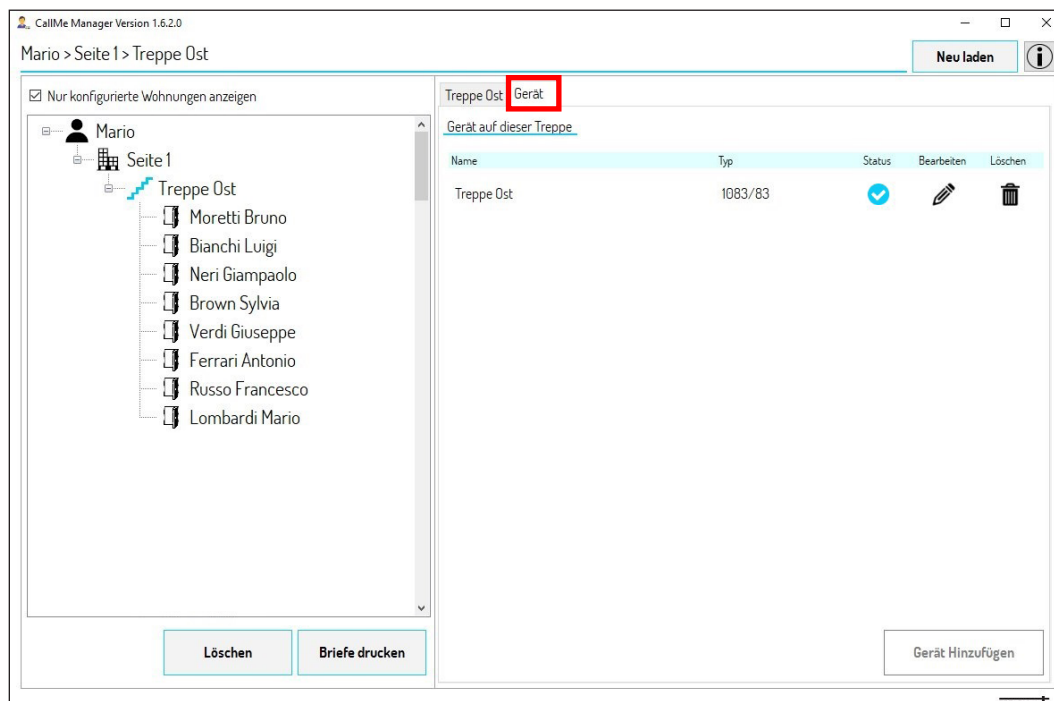 CallMe Manager Version 1.6.2.0
Mario > Seite 1 > Treppe Ost
Neu laden
Nur konfigurierte Wohnungen anzeigen
Mario
Seite 1
Treppe Ost
Moretti Bruno
Bianchi Luigi
Neri Giampaolo
Brown Sylvia
Verdi Giuseppe
Ferrari Antonio
Russo Francesco
Lombardi Mario
Löschen
Briefe drucken
Treppe Ost Gerät
Gerät auf dieser Treppe
Name Typ Status Bearbeiten Löschen
Treppe Ost 1083/83
Gerät Hinzufügen